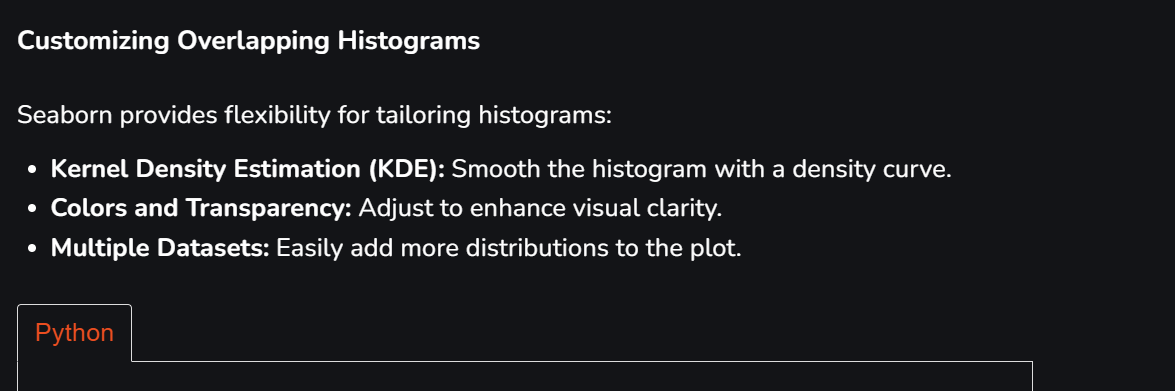 Customizing Overlapping Histograms
Seaborn provides flexibility for tailoring histograms:
• Kernel Density Estimation (KDE): Smooth the histogram with a density curve.
• Colors and Transparency: Adjust to enhance visual clarity.
• Multiple Datasets: Easily add more distributions to the plot.
Python